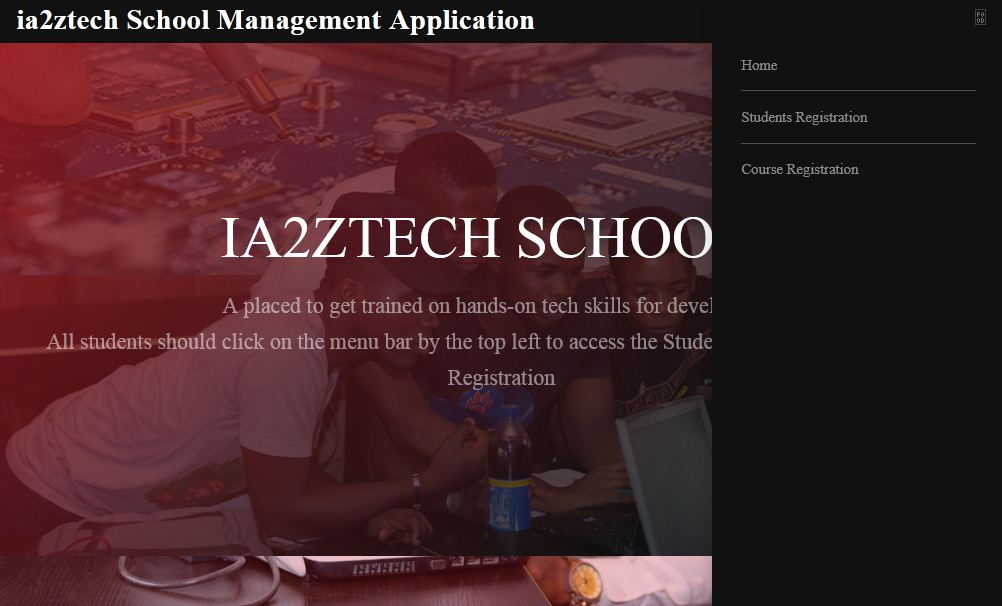 ia2ztech School Management Application
Home
Students Registration
Course Registration
IA2ZTECH SCHOO
A placed to get trained on hands-on tech skills for devel
All students should click on the menu bar by the top left to access the Stude
Registration